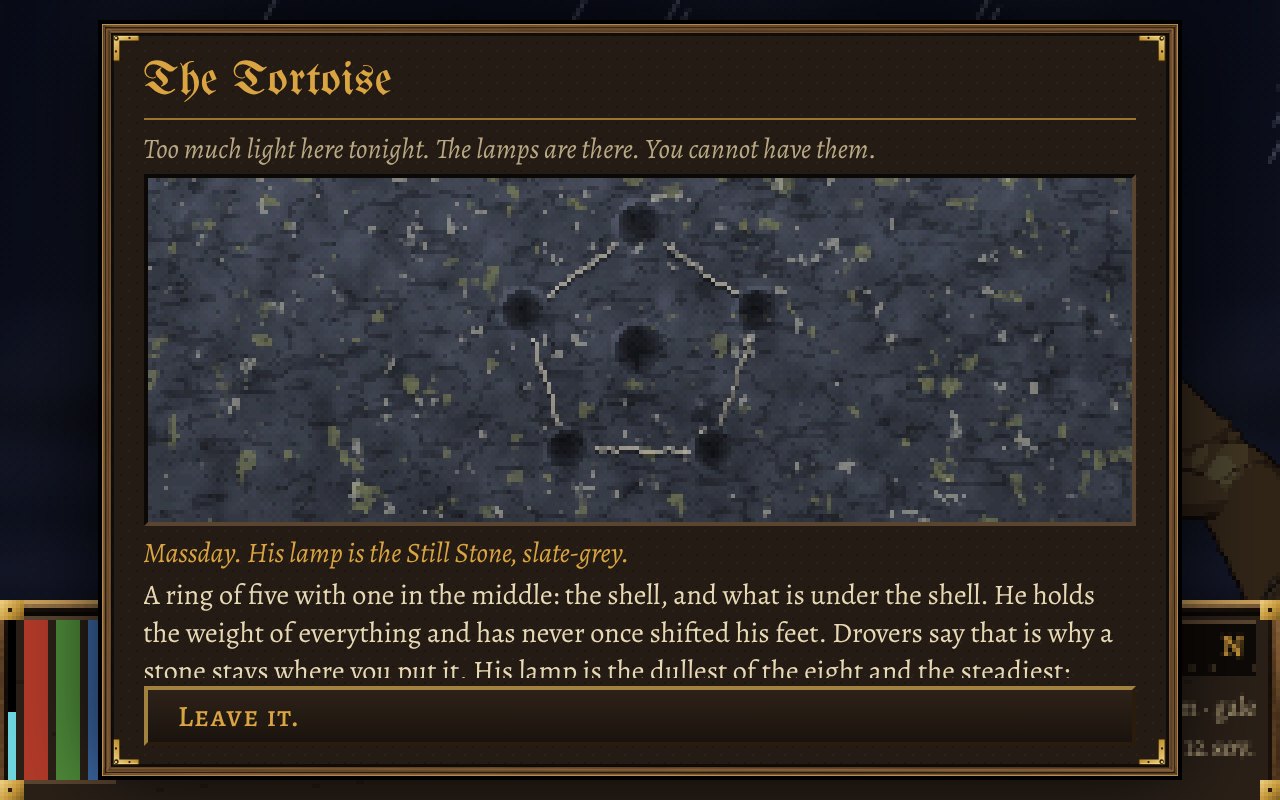 The Tortoise
Too much light here tonight. The lamps are there. You cannot have them.
Massday. His lamp is the Still Stone, slate-grey.
A ring of five with one in the middle: the shell, and what is under the shell. He holds
the weight of everything and has never once shifted his feet. Drovers say that is why a
stone stays where you put it. His lamp is the dullest of the eight and the steadiest:
LEAVE IT.
N
gale